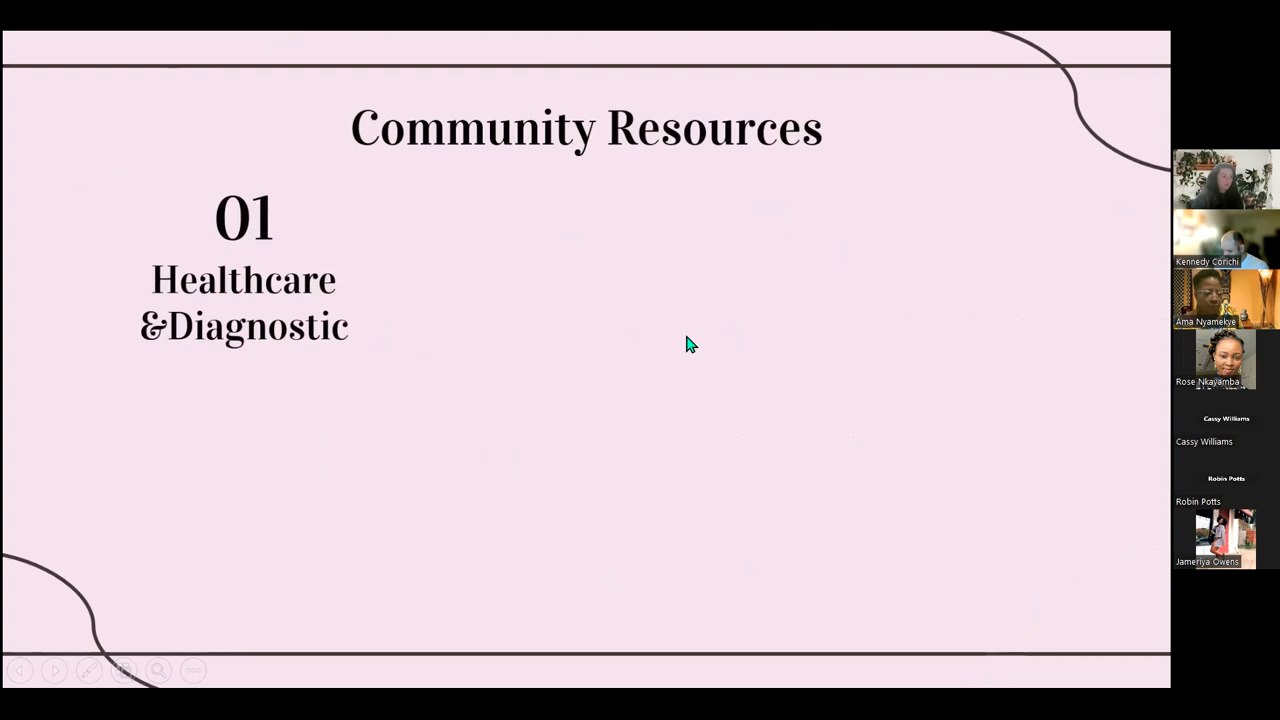 Community Resources
01
Healthcare
&Diagnostic
Kennedy Corichi
Ama Nyamekye
Rose Nkayamba
Cassy Williams
Cassy Williams
Robin Potts
Robin Potts
Jameriya Owens